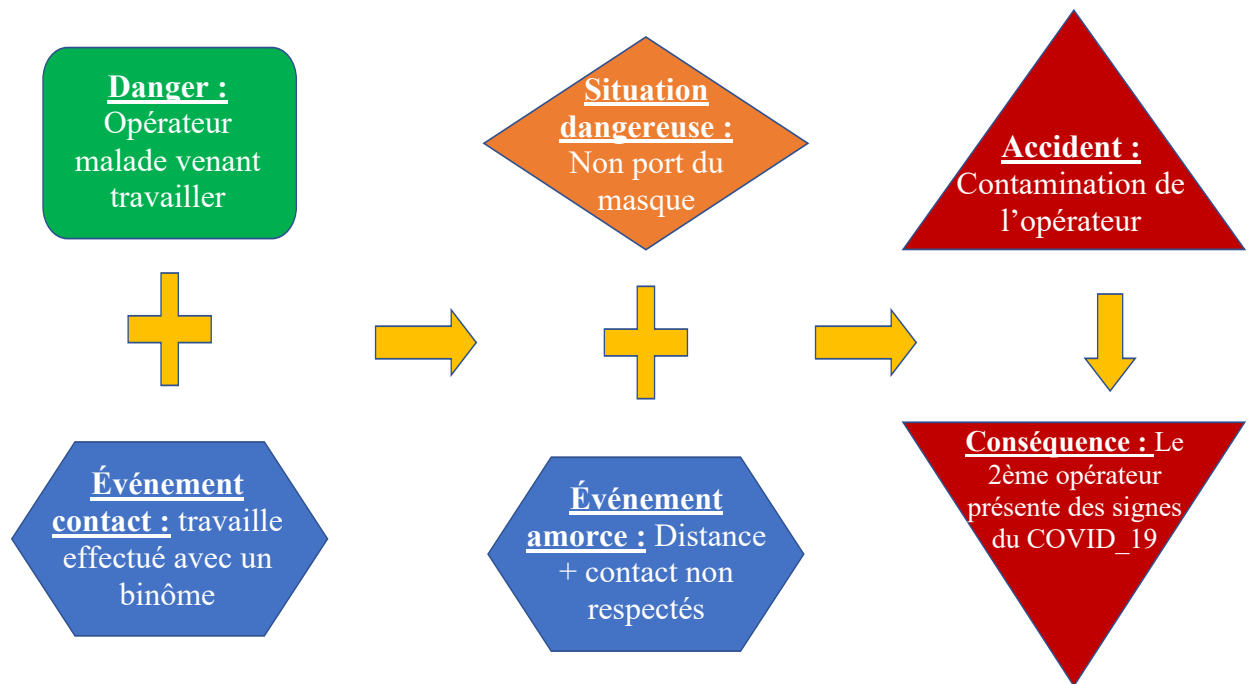 Danger :
Opérateur
malade venant
travailler
Événement
contact : travaille
effectué avec un
binôme
Situation
dangereuse :
Non port du
masque
Événement
amorce : Distance
+ contact non
respectés
Accident :
Contamination de
l’opérateur
Conséquence : Le
2ème opérateur
présente des signes
du COVID_19